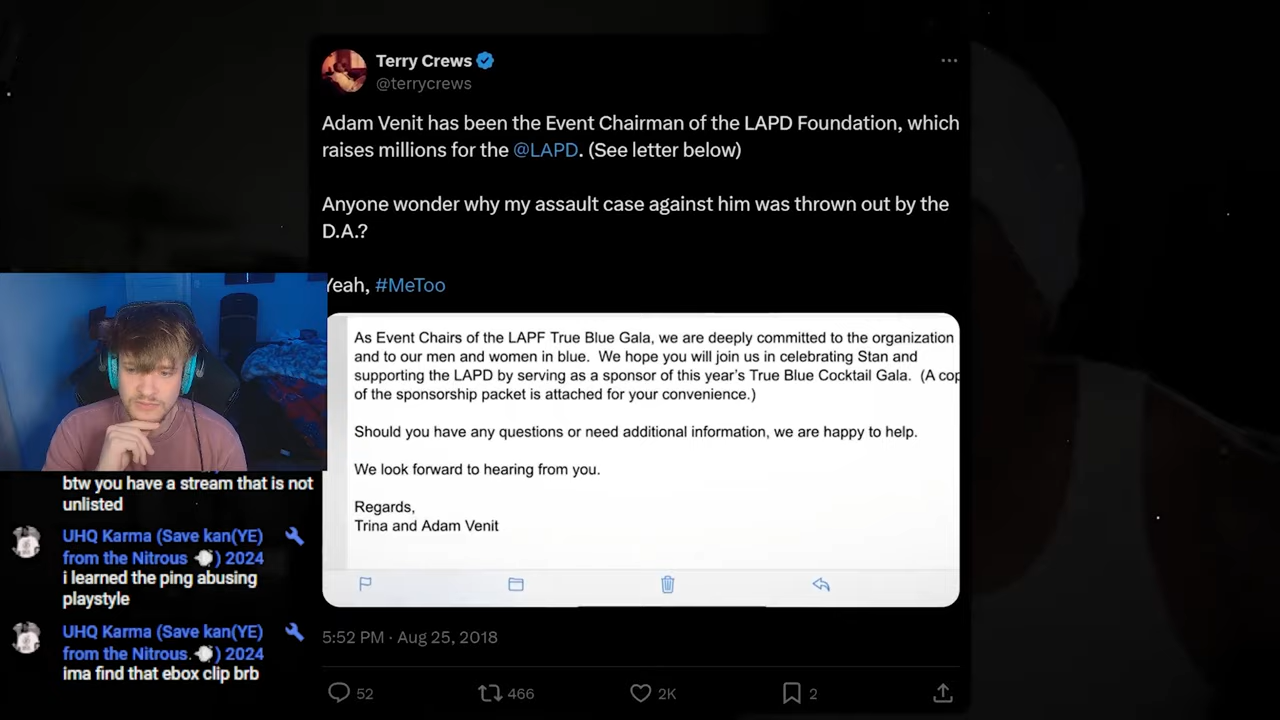 Terry Crews
@terrycrews
Adam Venit has been the Event Chairman of the LAPD Foundation, which
raises millions for the @LAPD. (See letter below)
Anyone wonder why my assault case against him was thrown out by the
D.A.?
Yeah, #MeToo
As Event Chairs of the LAPF True Blue Gala, we are deeply committed to the organization
and to our men and women in blue. We hope you will join us in celebrating Stan and
supporting the LAPD by serving as a sponsor of this year's True Blue Cocktail Gala. (A cop
of the sponsorship packet is attached for your convenience.)
Should you have any questions or need additional information, we are happy to help.
We look forward to hearing from you.
Regards,
Trina and Adam Venit
5:52 PM · Aug 25, 2018
52 466 2K 2
btw you have a stream that is not
unlisted
UHQ Karma (Save kan(YE)
from the Nitrous ) 2024
i learned the ping abusing
playstyle
UHQ Karma (Save kan(YE)
from the Nitrous. ) 2024
ima find that ebox clip brb